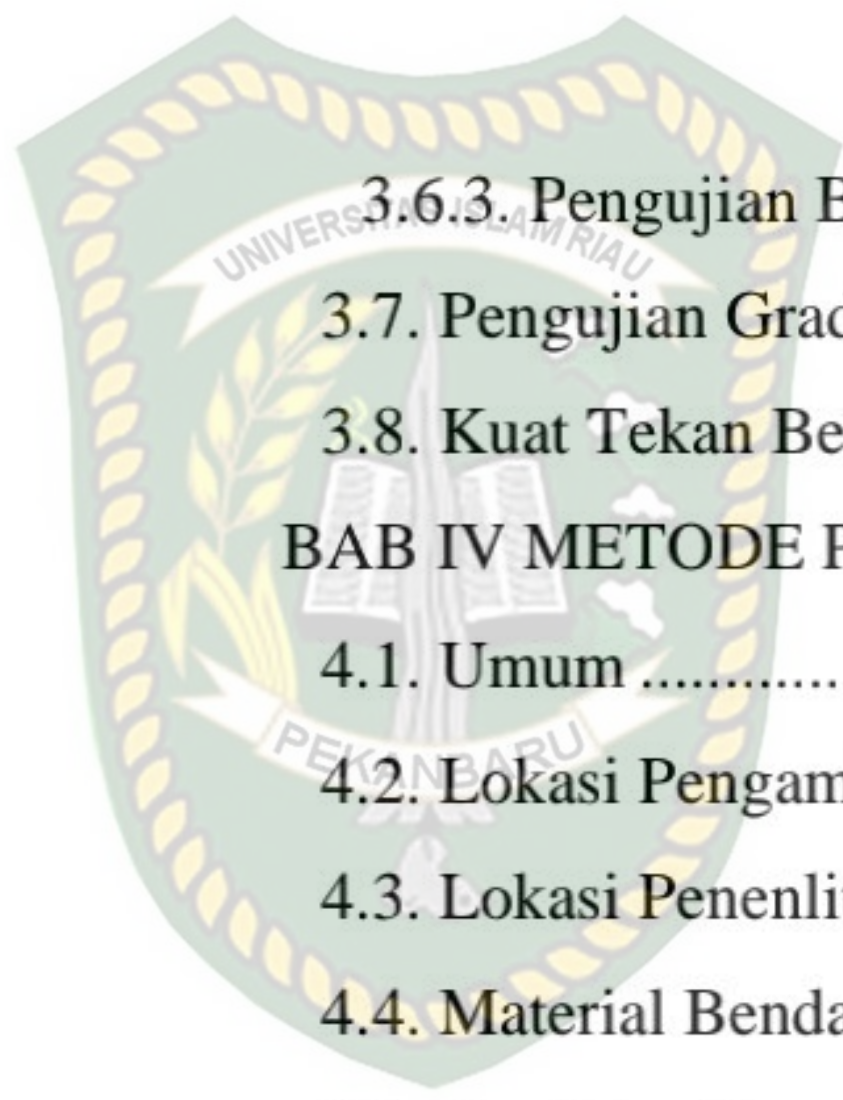 3.6.3. Pengujian B
UNIVERSITAS ISLAM RIAU
3.7. Pengujian Grad
3.8. Kuat Tekan Be
BAB IV METODE P
4.1. Umum ............
PEKANBARU
4.2. Lokasi Pengam
4.3. Lokasi Penenlit
4.4. Material Benda